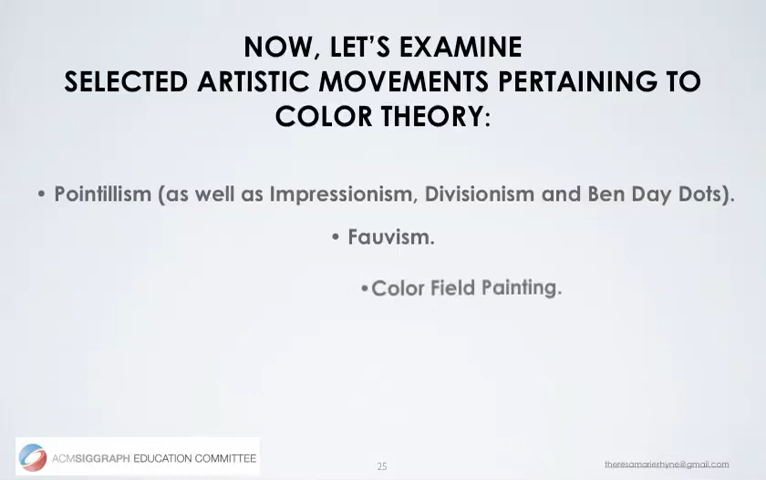 NOW, LET'S EXAMINE
SELECTED ARTISTIC MOVEMENTS PERTAINING TO
COLOR THEORY:
• Pointillism (as well as Impressionism, Divisionism and Ben Day Dots).
• Fauvism.
•Color Field Painting.
ACMSIGGRAPH EDUCATION COMMITTEE
25
theresamarierhyne@gmail.com